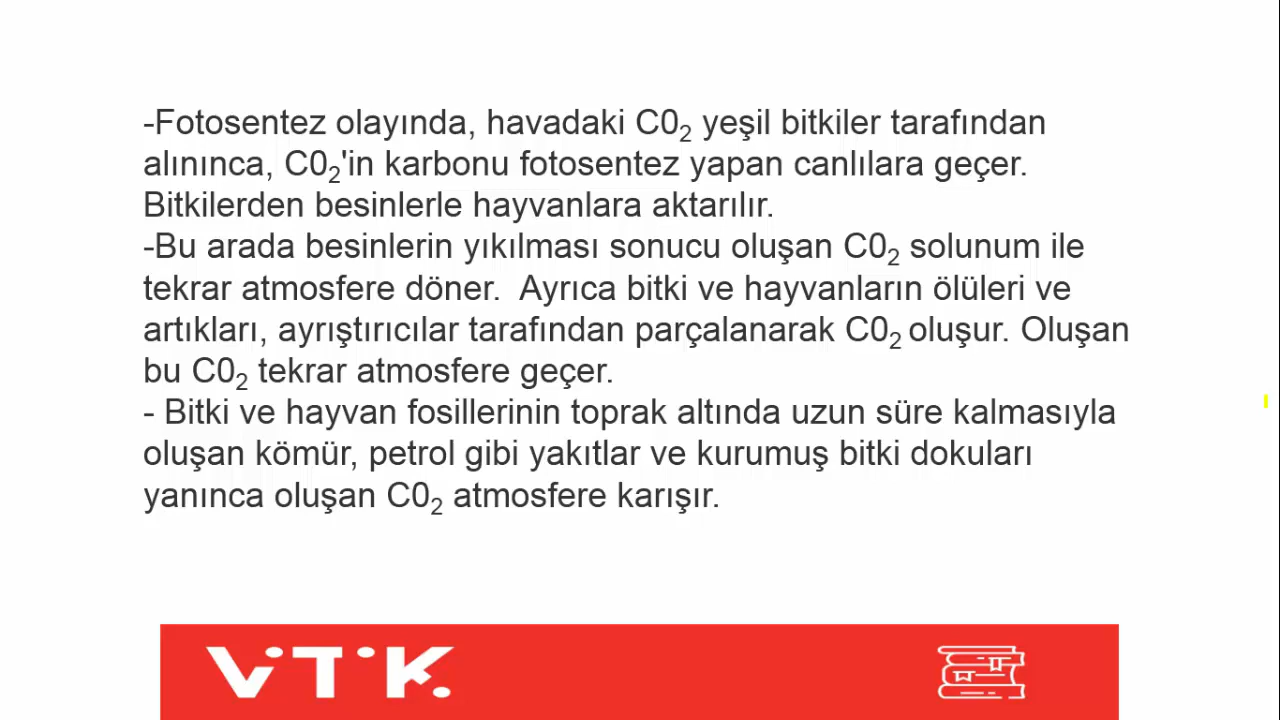 -Fotosentez olayında, havadaki C0₂ yeşil bitkiler tarafından
alınınca, C0₂'in karbonu fotosentez yapan canlılara geçer.
Bitkilerden besinlerle hayvanlara aktarılır.
-Bu arada besinlerin yıkılması sonucu oluşan C0₂ solunum ile
tekrar atmosfere döner.  Ayrıca bitki ve hayvanların ölüleri ve
artıkları, ayrıştırıcılar tarafından parçalanarak C0₂ oluşur. Oluşan
bu C0₂ tekrar atmosfere geçer.
- Bitki ve hayvan fosillerinin toprak altında uzun süre kalmasıyla
oluşan kömür, petrol gibi yakıtlar ve kurumuş bitki dokuları
yanınca oluşan C0₂ atmosfere karışır.
VİTİK.